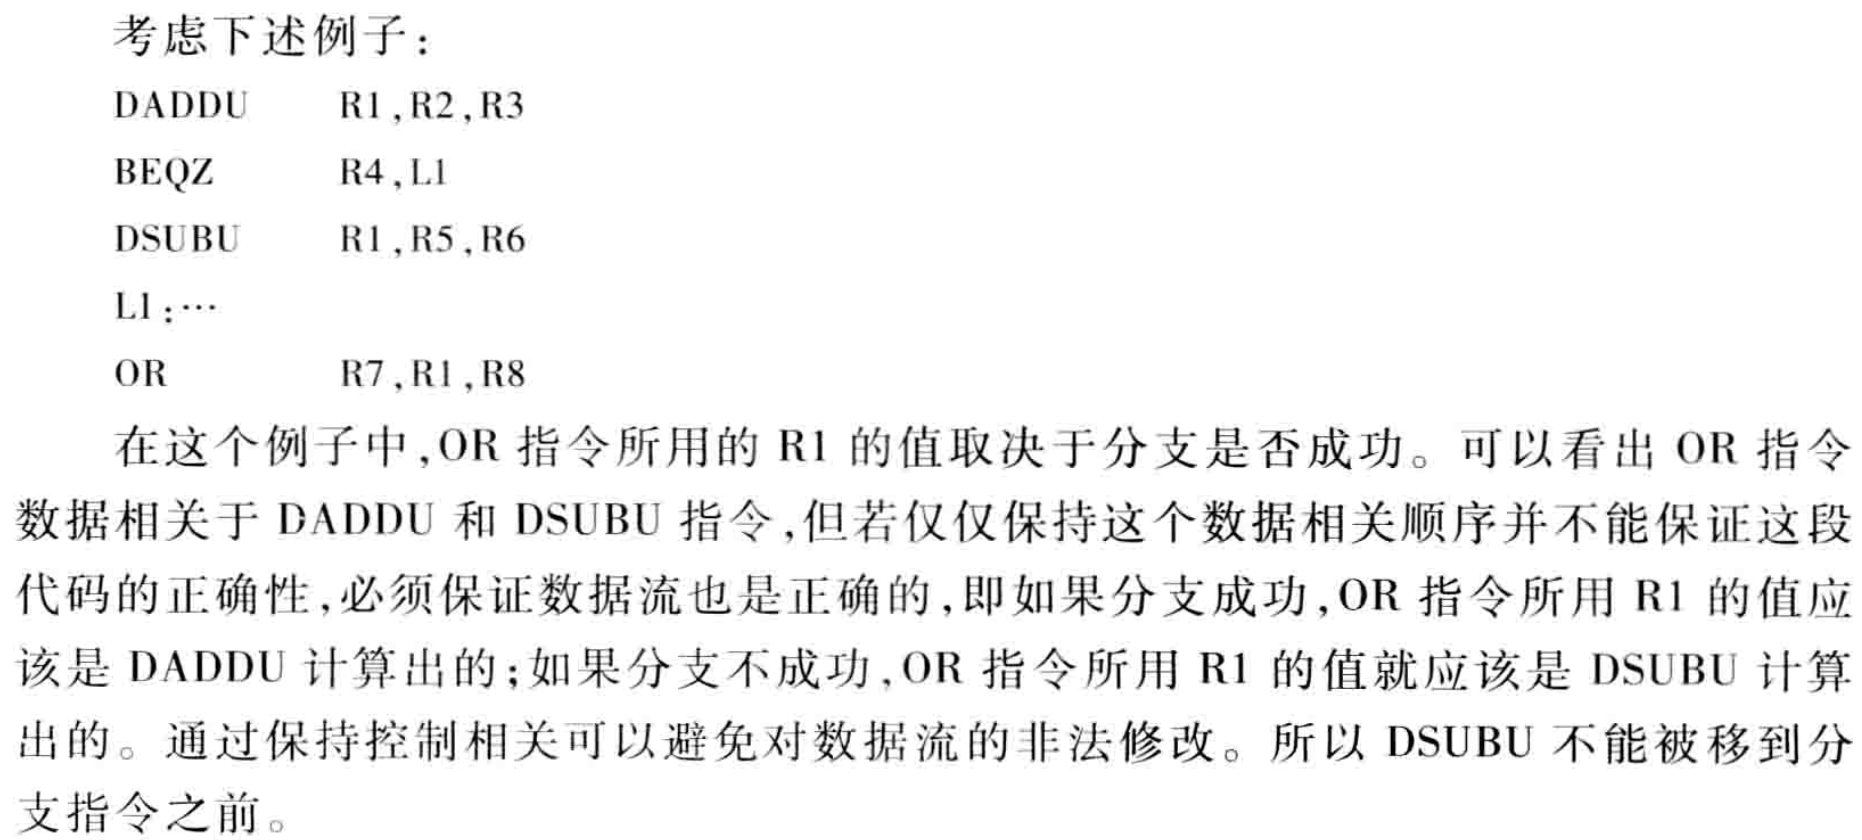 考虑下述例子：
DADDU R1,R2,R3
BEQZ R4,L1
DSUBU R1,R5,R6
L1:…
OR R7,R1,R8
在这个例子中,OR 指令所用的 R1 的值取决于分支是否成功。可以看出 OR 指令
数据相关于 DADDU 和 DSUBU 指令,但若仅仅保持这个数据相关顺序并不能保证这段
代码的正确性,必须保证数据流也是正确的,即如果分支成功,OR 指令所用 R1 的值应
该是 DADDU 计算出的;如果分支不成功,OR 指令所用 R1 的值就应该是 DSUBU 计算
出的。通过保持控制相关可以避免对数据流的非法修改。所以 DSUBU 不能被移到分
支指令之前。